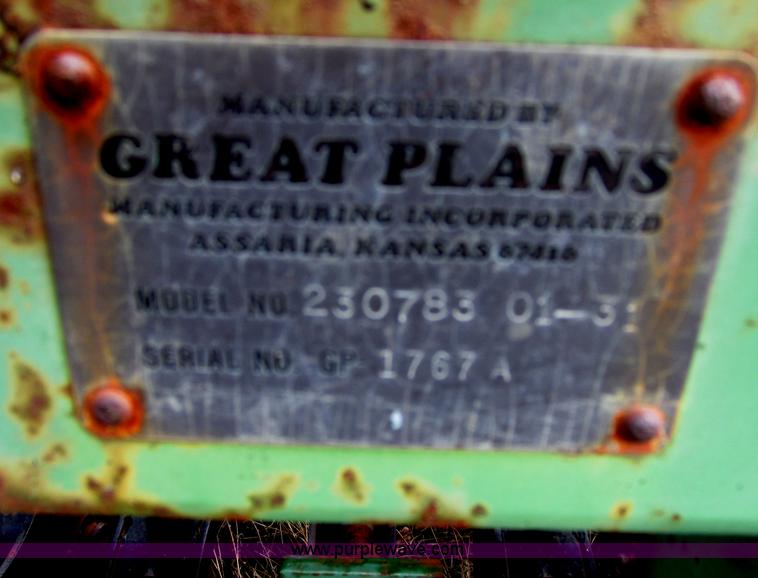 MANUFACTURED BY
GREAT PLAINS
MANUFACTURING INCORPORATED
ASSARIA, KANSAS 67416
MODEL NO. 230783 01-31
SERIAL NO. GP- 1767 A
www.purplewave.com